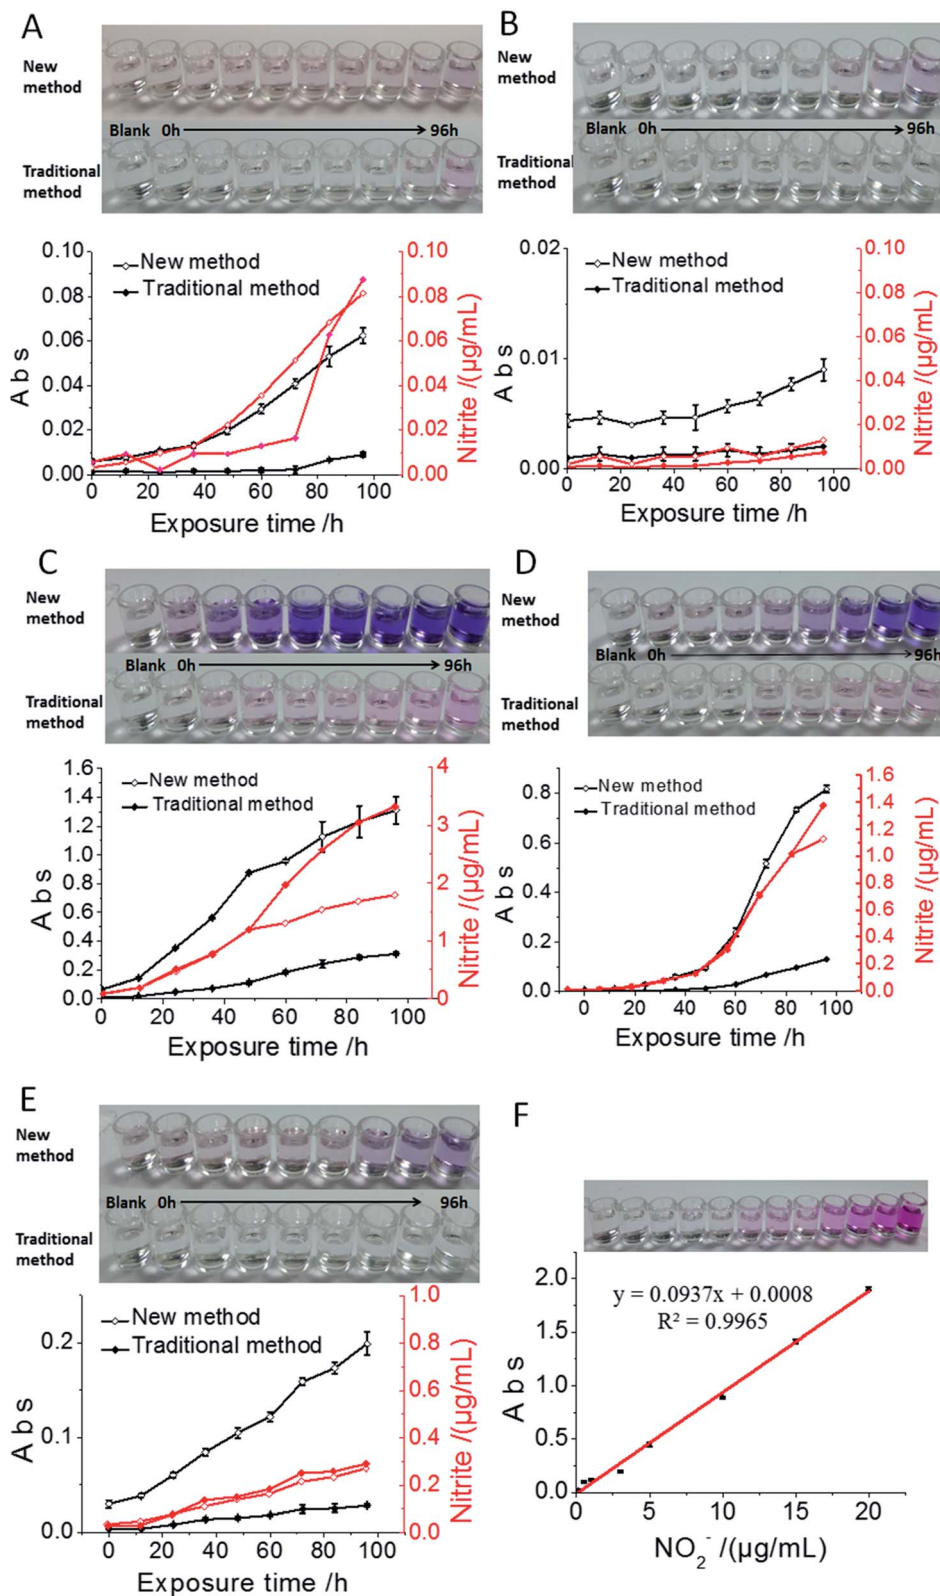 A
New
method
Blank 0h 96h
Traditional
method
0.10
0.08
0.06
0.04
0.02
0.00
Abs
New method
Traditional method
0.10
0.08
0.06
0.04
0.02
0.00
Nitrite /(µg/mL)
0 20 40 60 80 100
Exposure time /h
B
New
method
Blank 0h 96h
Traditional
method
0.02
0.01
0.00
Abs
New method
Traditional method
0.10
0.08
0.06
0.04
0.02
0.00
Nitrite /(µg/mL)
0 20 40 60 80 100
Exposure time /h
C
New
method
Blank 0h 96h
Traditional
method
1.6
1.4
1.2
1.0
0.8
0.6
0.4
0.2
0.0
Abs
New method
Traditional method
4
3
2
1
0
Nitrite /(µg/mL)
0 20 40 60 80 100
Exposure time /h
D
New
method
Blank 0h 96h
Traditional
method
0.8
0.6
0.4
0.2
0.0
Abs
New method
Traditional method
1.6
1.4
1.2
1.0
0.8
0.6
0.4
0.2
0.0
Nitrite /(µg/mL)
0 20 40 60 80 100
Exposure time /h
E
New
method
Blank 0h 96h
Traditional
method
0.2
0.1
0.0
Abs
New method
Traditional method
1.0
0.8
0.6
0.4
0.2
0.0
Nitrite /(µg/mL)
0 20 40 60 80 100
Exposure time /h
F
y = 0.0937x + 0.0008
R² = 0.9965
2.0
1.5
1.0
0.5
0.0
Abs
0 5 10 15 20
NO₂⁻ /(µg/mL)